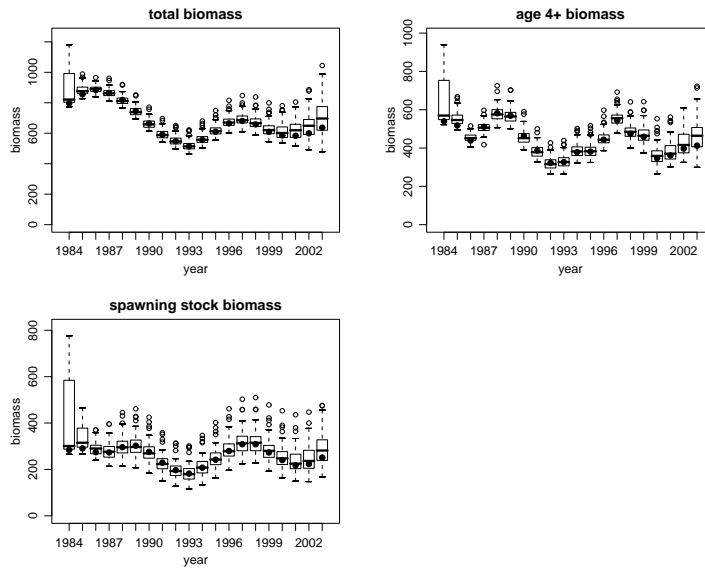 total biomass
biomass
0 200 400 600 1000
1984 1987 1990 1993 1996 1999 2002
year
age 4+ biomass
biomass
0 200 400 600 800 1000
1984 1987 1990 1993 1996 1999 2002
year
spawning stock biomass
biomass
0 200 400 600 800
1984 1987 1990 1993 1996 1999 2002
year